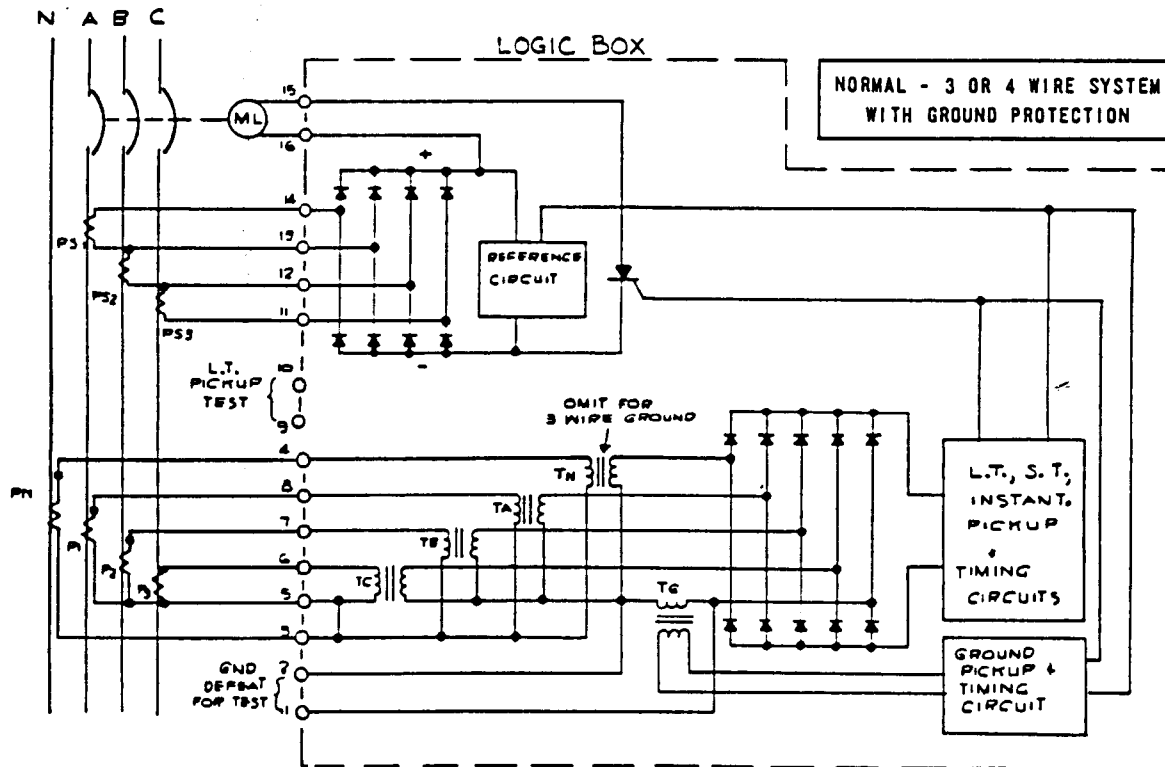 N A B C
LOGIC BOX
NORMAL - 3 OR 4 WIRE SYSTEM
WITH GROUND PROTECTION
15
ML
16
+
14
PS
13
REFERENCE
CIRCUIT
12
PS2
11
PS3
-
L.T.
PICKUP
TEST
10
9
OMIT FOR
3 WIRE GROUND
4
PN
TN
8
TA
7
TB
6
TC
5
TG
3
P1
P2
P3
L.T., S.T.,
INSTANT.
PICKUP
+
TIMING
CIRCUITS
GND
DEFEAT
FOR TEST
2
1
GROUND
PICKUP +
TIMING
CIRCUIT